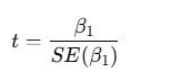 t = β₁ / SE(β₁)